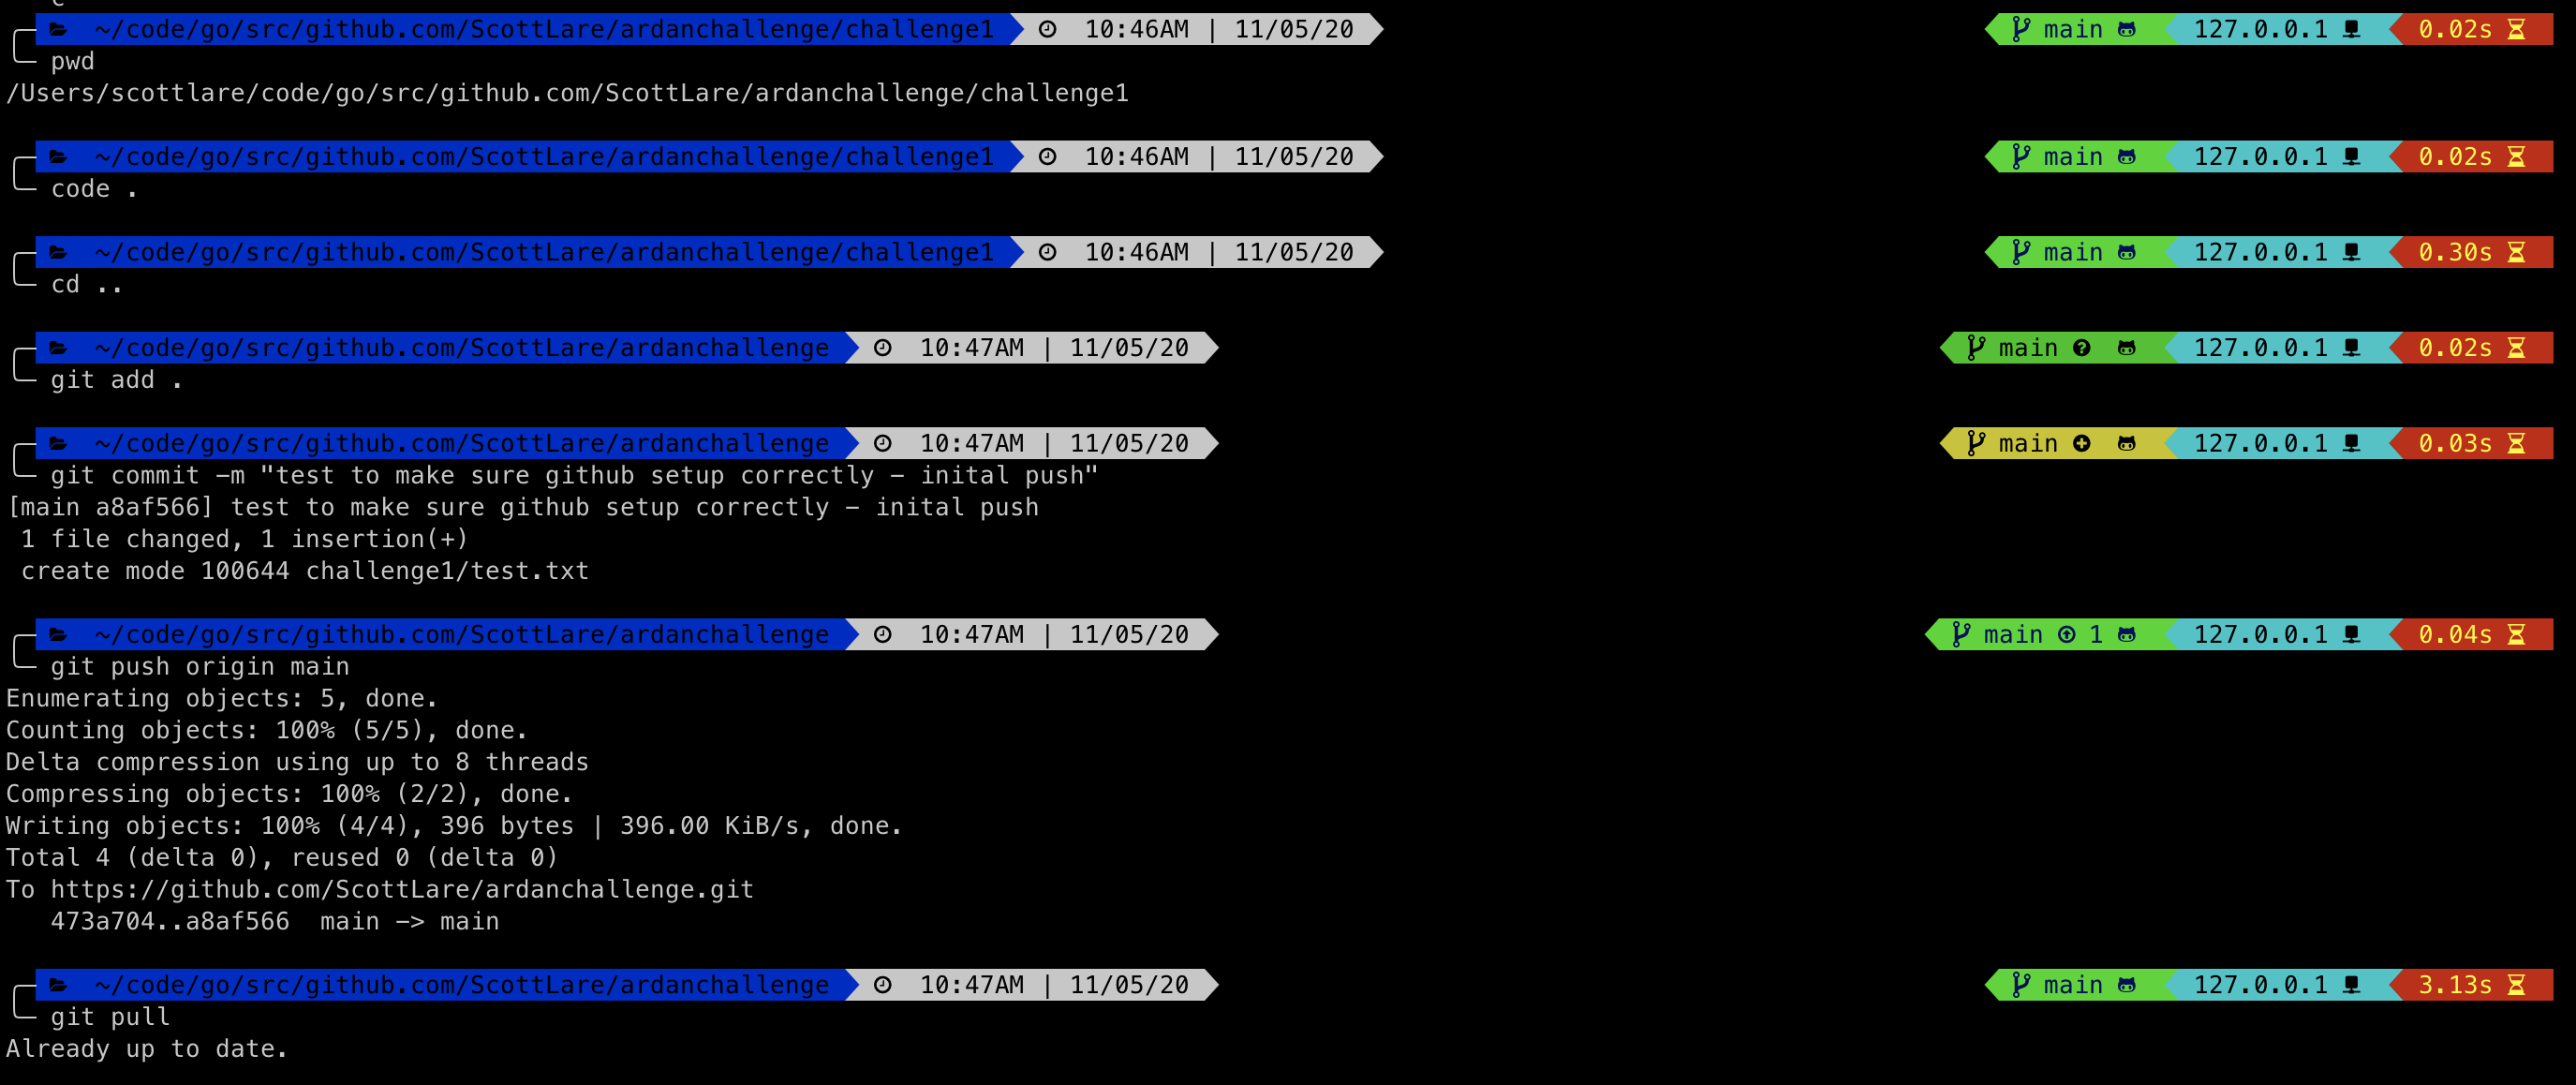 ~/code/go/src/github.com/ScottLare/ardanchallenge/challenge1 10:46AM | 11/05/20 main 127.0.0.1 0.02s
pwd
/Users/scottlare/code/go/src/github.com/ScottLare/ardanchallenge/challenge1
~/code/go/src/github.com/ScottLare/ardanchallenge/challenge1 10:46AM | 11/05/20 main 127.0.0.1 0.02s
code .
~/code/go/src/github.com/ScottLare/ardanchallenge/challenge1 10:46AM | 11/05/20 main 127.0.0.1 0.30s
cd ..
~/code/go/src/github.com/ScottLare/ardanchallenge 10:47AM | 11/05/20 main ? 127.0.0.1 0.02s
git add .
~/code/go/src/github.com/ScottLare/ardanchallenge 10:47AM | 11/05/20 main + 127.0.0.1 0.03s
git commit -m "test to make sure github setup correctly - inital push"
[main a8af566] test to make sure github setup correctly - inital push
1 file changed, 1 insertion(+)
create mode 100644 challenge1/test.txt
~/code/go/src/github.com/ScottLare/ardanchallenge 10:47AM | 11/05/20 main ↑ 1 127.0.0.1 0.04s
git push origin main
Enumerating objects: 5, done.
Counting objects: 100% (5/5), done.
Delta compression using up to 8 threads
Compressing objects: 100% (2/2), done.
Writing objects: 100% (4/4), 396 bytes | 396.00 KiB/s, done.
Total 4 (delta 0), reused 0 (delta 0)
To https://github.com/ScottLare/ardanchallenge.git
473a704..a8af566  main -> main
~/code/go/src/github.com/ScottLare/ardanchallenge 10:47AM | 11/05/20 main 127.0.0.1 3.13s
git pull
Already up to date.